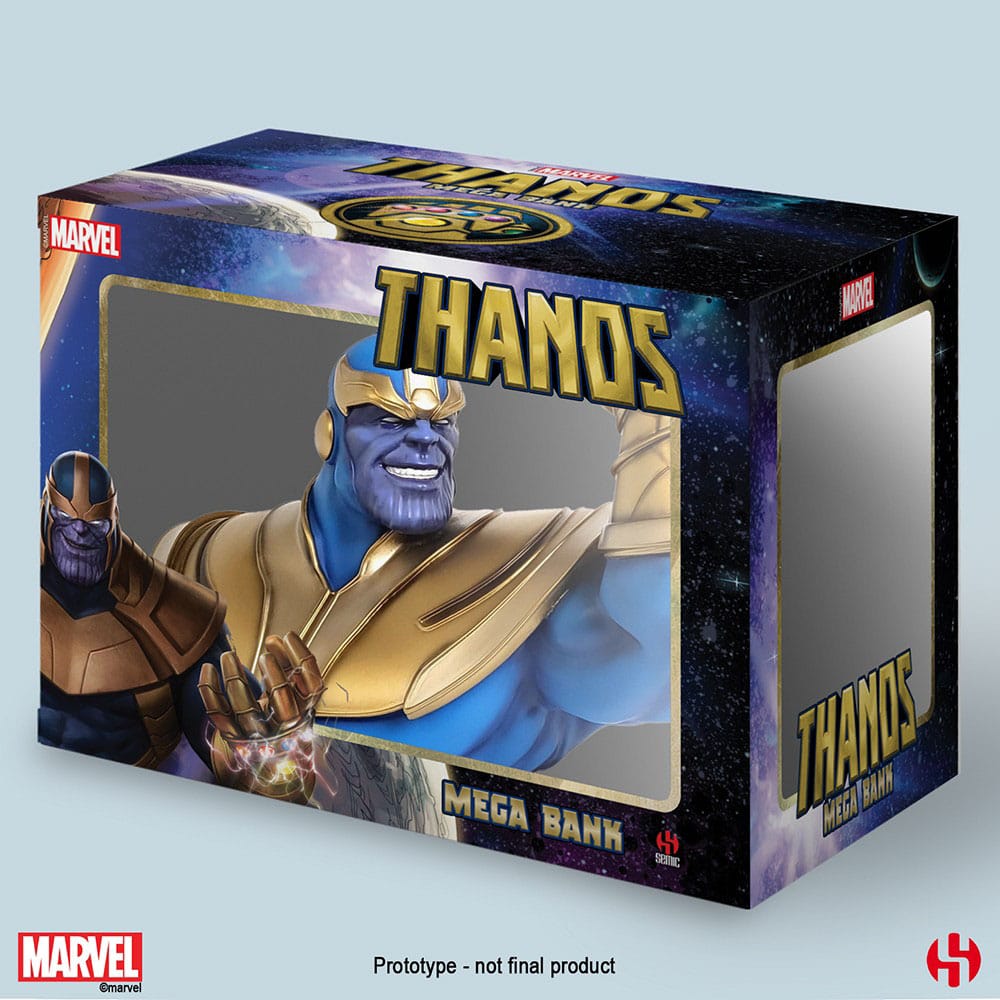 MARVEL
THANOS
MEGA BANK
©MARVEL
MARVEL
THANOS
MARVEL
THANOS
MEGA BANK
MEGA BANK
SEMIC
MARVEL
©marvel
Prototype - not final product